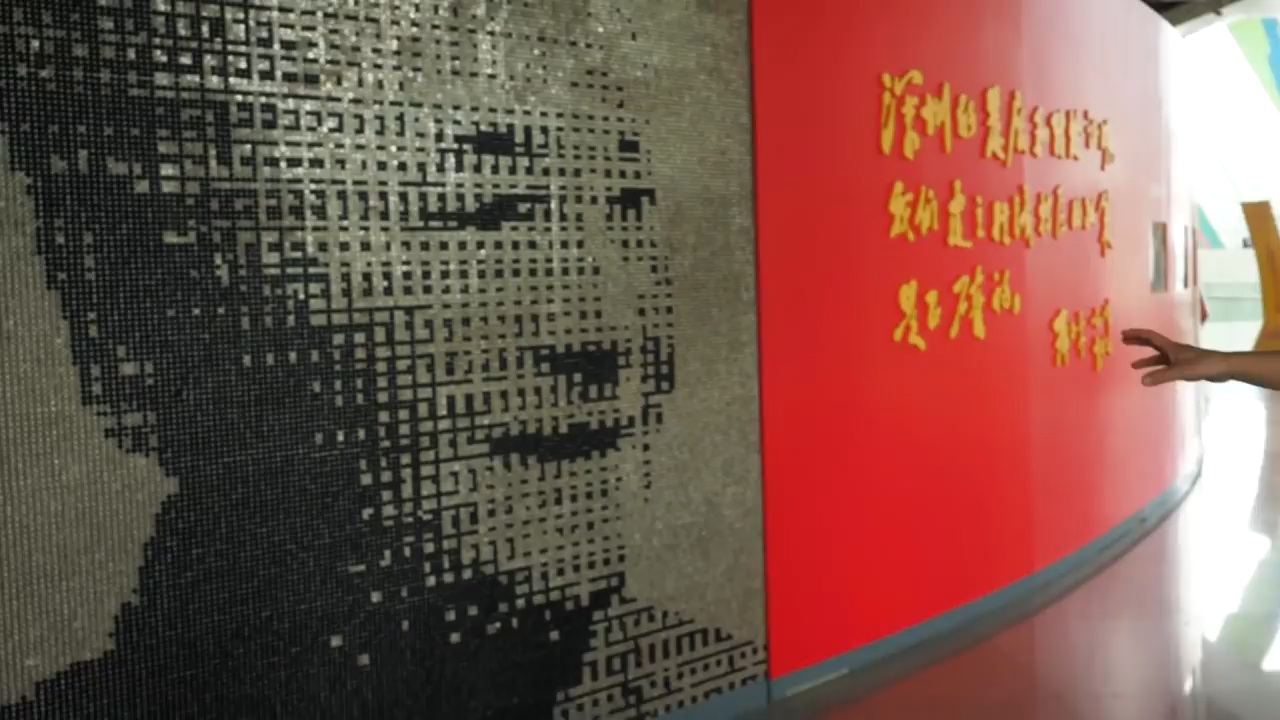 深圳的发展和经验证明
我们建立经济特区的政策
是正确的。
邓小平